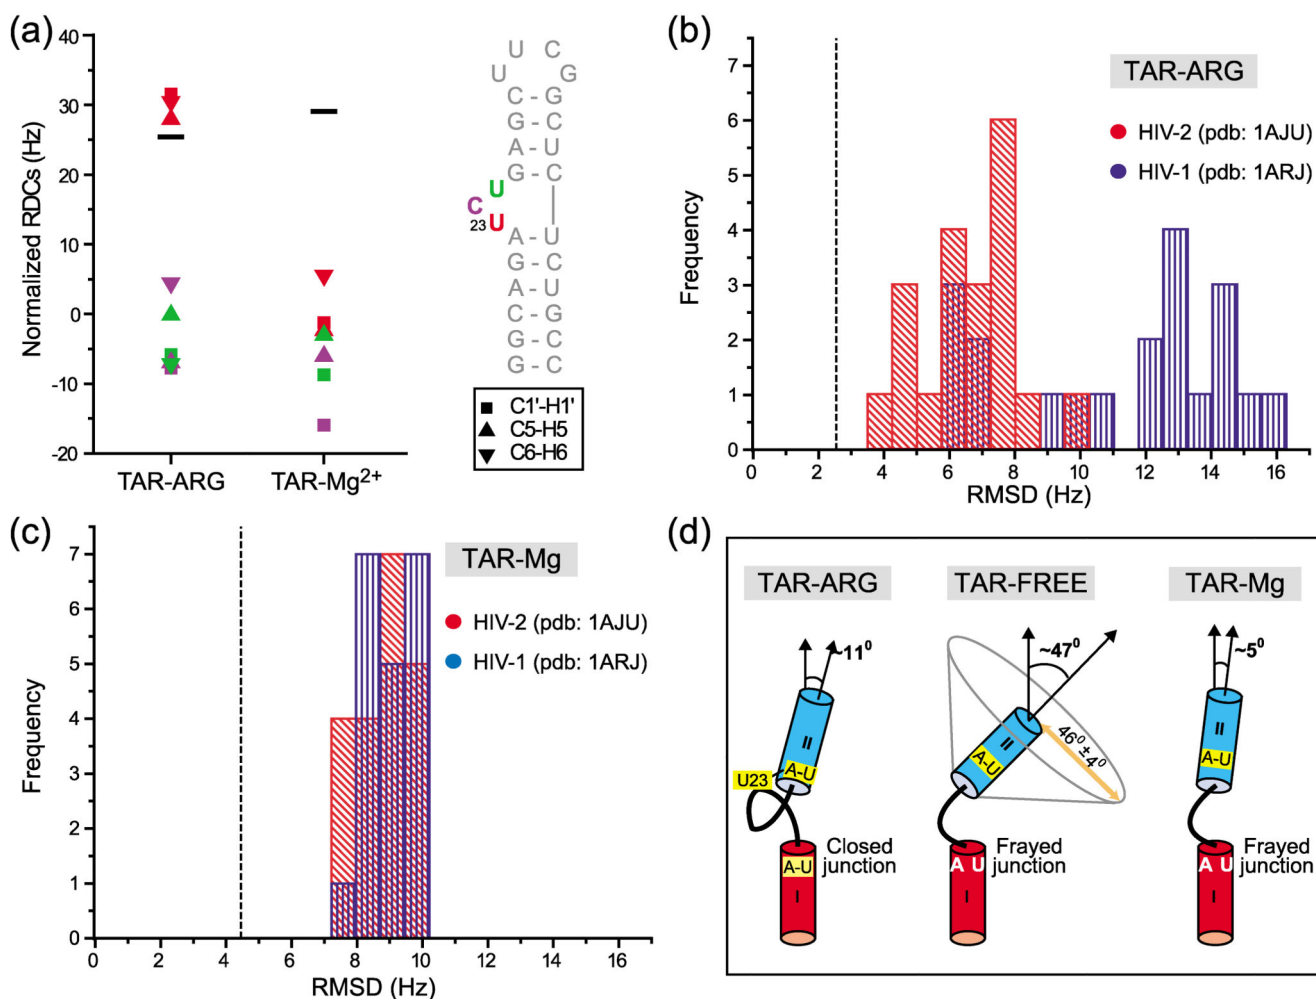 (a)
Normalized RDCs (Hz)
40
30
20
10
0
-10
-20
TAR-ARG
TAR-Mg2+
U C
U G
C - G
G - C
A - U
G - C
U
C
23 U
A - U
G - C
A - U
C - G
G - C
G - C
C1'-H1'
C5-H5
C6-H6
(b)
Frequency
7
6
5
4
3
2
1
0
0 2 4 6 8 10 12 14 16
RMSD (Hz)
TAR-ARG
HIV-2 (pdb: 1AJU)
HIV-1 (pdb: 1ARJ)
(c)
Frequency
7
6
5
4
3
2
1
0
0 2 4 6 8 10 12 14 16
RMSD (Hz)
TAR-Mg
HIV-2 (pdb: 1AJU)
HIV-1 (pdb: 1ARJ)
(d)
TAR-ARG
~11⁰
II
A-U
U23
Closed
junction
A-U
I
TAR-FREE
~47⁰
46⁰±4⁰
II
A-U
Frayed
junction
A U
I
TAR-Mg
~5⁰
II
A-U
Frayed
junction
A U
I